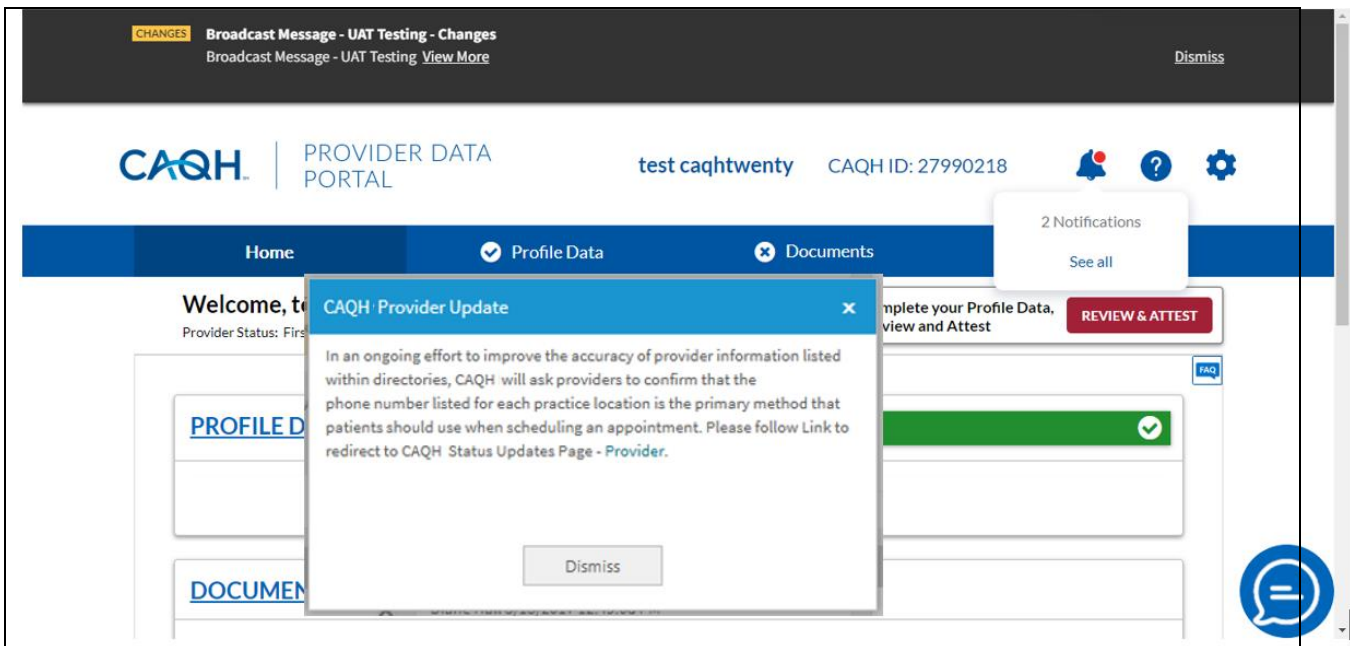 CHANGES Broadcast Message - UAT Testing - Changes
Broadcast Message - UAT Testing View More
Dismiss
CAQH. PROVIDER DATA
PORTAL
test caqhtwenty CAQH ID: 27990218
?
2 Notifications
See all
Home Profile Data Documents
Welcome, te
Provider Status: Firs
mplete your Profile Data,
view and Attest
REVIEW & ATTEST
FAQ
CAQH Provider Update x
In an ongoing effort to improve the accuracy of provider information listed
within directories, CAQH will ask providers to confirm that the
phone number listed for each practice location is the primary method that
patients should use when scheduling an appointment. Please follow Link to
redirect to CAQH Status Updates Page - Provider.
Dismiss
PROFILE D
DOCUMEN